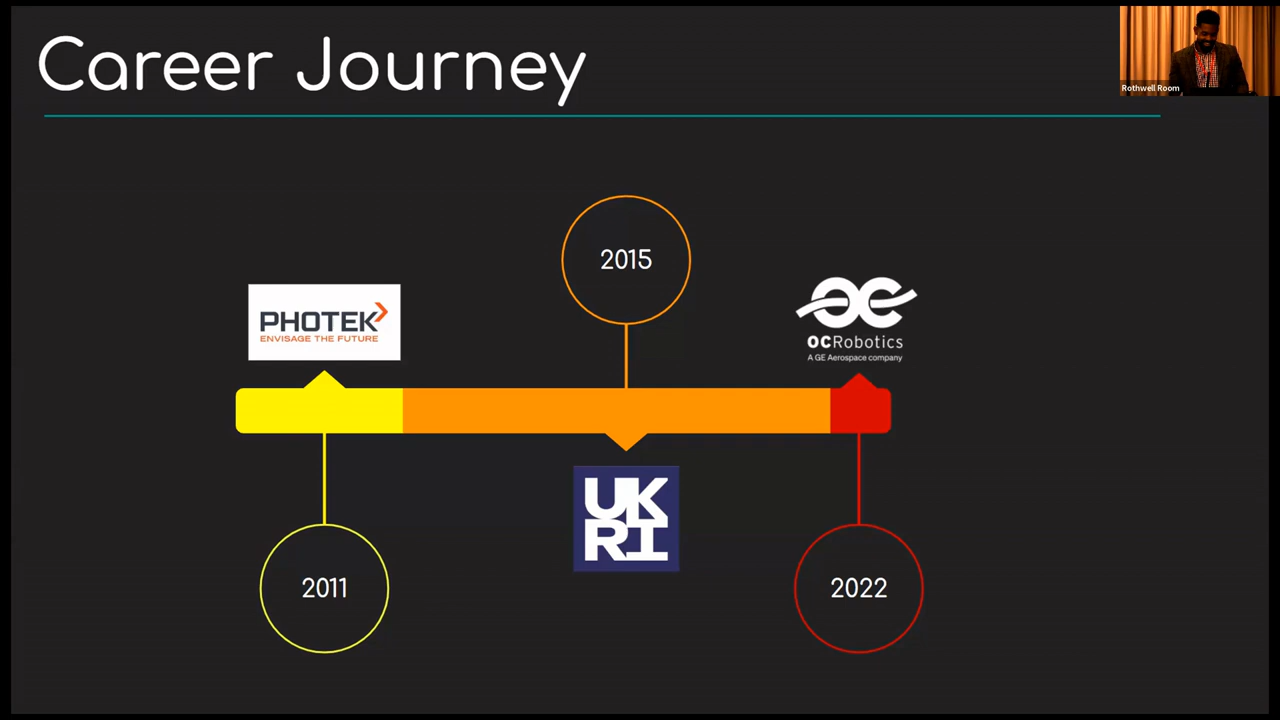 Career Journey
Rothwell Room
2015
PHOTEK
ENVISAGE THE FUTURE
OCRobotics
A GE Aerospace company
UK
RI
2011
2022